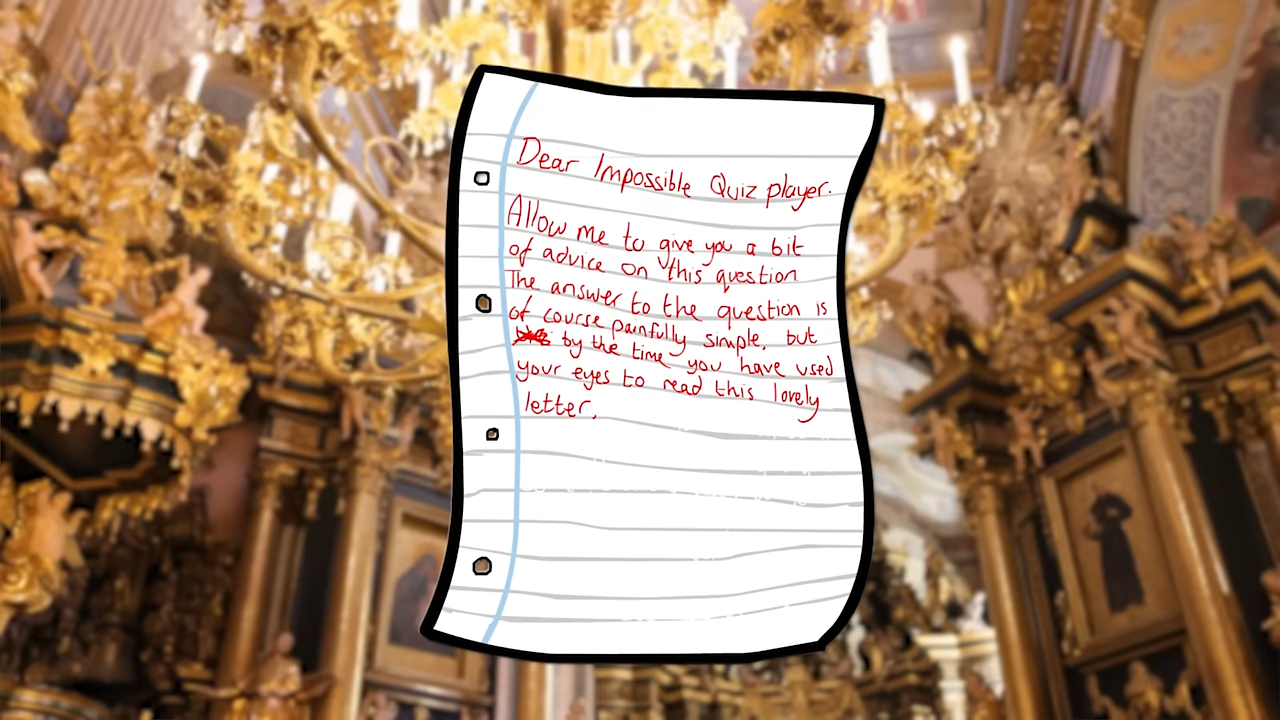 Dear Impossible Quiz player.
Allow me to give you a bit
of advice on this question
The answer to the question is
of course painfully simple, but
by the time you have used
your eyes to read this lovely
letter,